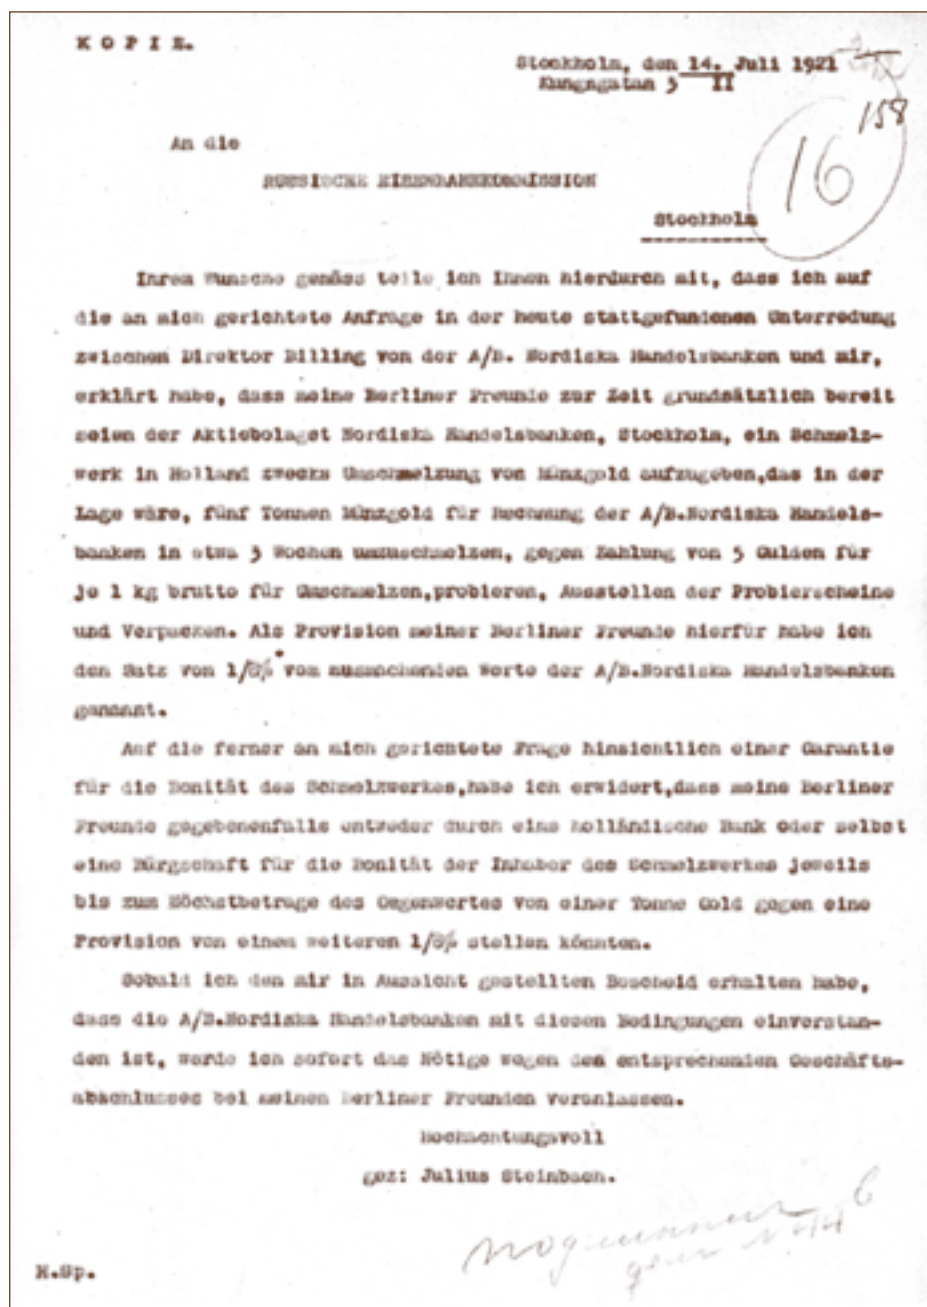 KOPIE.
Stockholm, den 14. Juli 1921
Kungsgatan 3 II
158
16
An die
RUSSISCHE EISENBAHNKOMMISSION
Stockholm
Ihrem Wunsche gemäss teile ich Ihnen hierdurch mit, dass ich auf
die an mich gerichtete Anfrage in der heute stattgefundenen Unterredung
zwischen Direktor Billing von der A/B. Nordiska Handelsbanken und mir,
erklärt habe, dass meine Berliner Freunde zur Zeit grundsätzlich bereit
seien der Aktiebolaget Nordiska Handelsbanken, Stockholm, ein Schmelz-
werk in Holland zwecks Umschmelzung von Münzgold aufzugeben,das in der
Lage wäre, fünf Tonnen Münzgold für Rechnung der A/B.Nordiska Handels-
banken in etwa 3 Wochen umzuschmelzen, gegen Zahlung von 5 Gulden für
je 1 kg brutto für Umschmelzen,probieren, Ausstellen der Probierscheine
und Verpacken. Als Provision meiner Berliner Freunde hierfür habe ich
den Satz von vom auszumachenden Werte der A/B.Nordiska Handelsbanken
genannt.
Auf die ferner an mich gerichtete Frage hinsichtlich einer Garantie
für die Bonität des Schmelzwerkes,habe ich erwidert,dass meine Berliner
Freunde gegebenenfalls entweder durch eine holländische Bank oder selbst
eine Bürgschaft für die Bonität der Inhaber des Schmelzwerkes jeweils
bis zum Höchstbetrage des Gegenwertes von einer Tonne Gold gegen eine
Provision von einem weiteren stellen könnten.
Sobald ich den mir in Aussicht gestellten Bescheid erhalten habe,
dass die A/B.Nordiska Handelsbanken mit diesen Bedingungen einverstan-
den ist, werde ich sofort das Nötige wegen des entsprechenden Geschäfts-
abschlusses bei meinen Berliner Freunden veranlassen.
Hochachtungsvoll
gez: Julius Steinbach.
H.Sp.